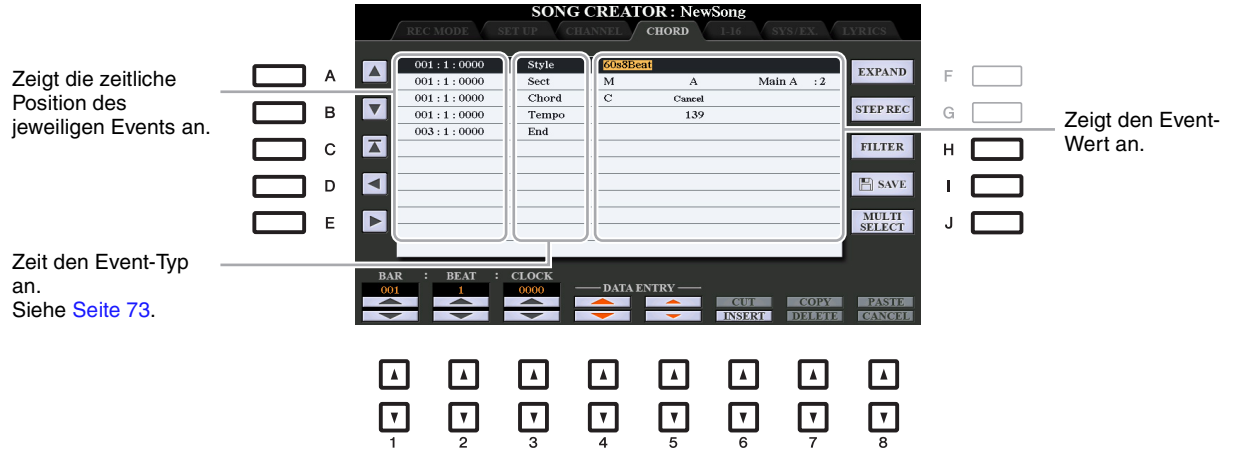 SONG CREATOR : NewSong
REC MODE SET UP CHANNEL CHORD 1-16 SYS/EX. LYRICS
Zeigt die zeitliche
Position des
jeweiligen Events an.
A
B
C
D
E
001 : 1 : 0000 Style 60s8Beat
001 : 1 : 0000 Sect M A Main A : 2
001 : 1 : 0000 Chord C Cancel
001 : 1 : 0000 Tempo 139
003 : 1 : 0000 End
EXPAND
STEP REC
FILTER
SAVE
MULTI
SELECT
F
G
H
I
J
Zeigt den Event-
Wert an.
Zeit den Event-Typ
an.
Siehe Seite 73.
BAR : BEAT : CLOCK
001 1 0000
DATA ENTRY
CUT COPY PASTE
INSERT DELETE CANCEL
1 2 3 4 5 6 7 8